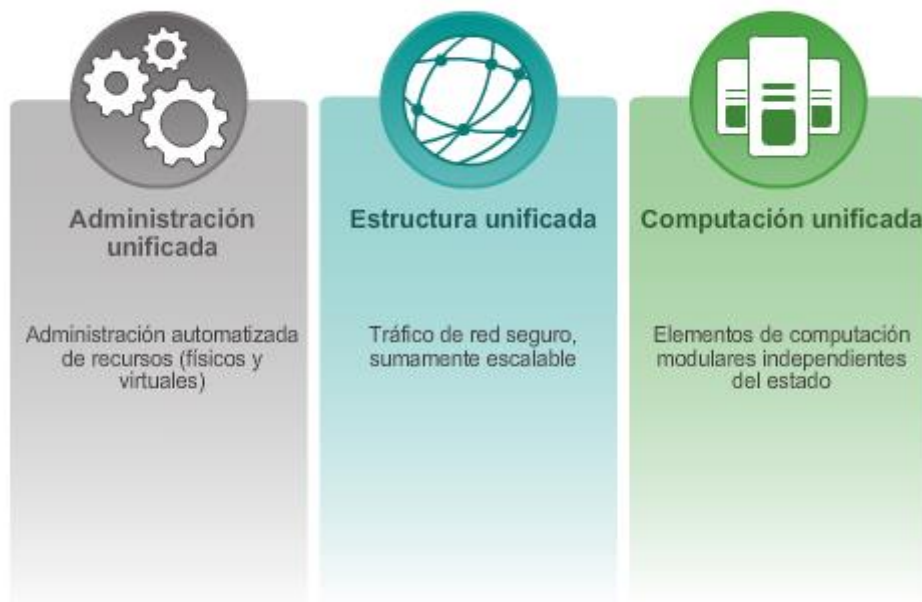 Administración
unificada
Administración automatizada
de recursos (físicos y
virtuales)
Estructura unificada
Tráfico de red seguro,
sumamente escalable
Computación unificada
Elementos de computación
modulares independientes
del estado